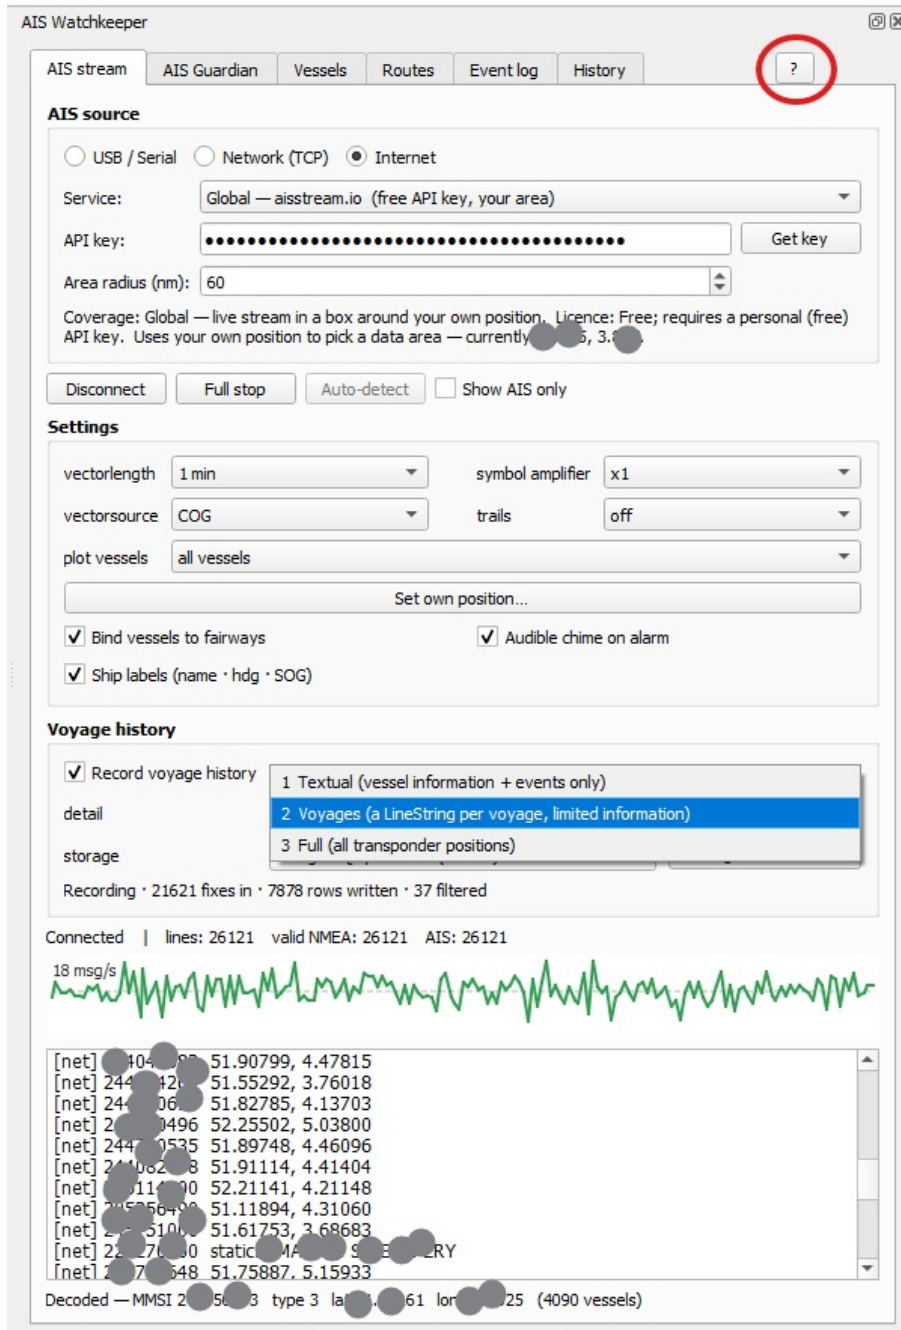 AIS Watchkeeper
AIS stream AIS Guardian Vessels Routes Event log History ?
AIS source
USB / Serial Network (TCP) Internet
Service: Global — aisstream.io (free API key, your area)
API key: ●●●●●●●●●●●●●●●●●●●●●●●●●●●●●●●●●●●●●●●● Get key
Area radius (nm): 60
Coverage: Global — live stream in a box around your own position. Licence: Free; requires a personal (free)
API key. Uses your own position to pick a data area — currently
Disconnect Full stop Auto-detect Show AIS only
Settings
vectorlength 1 min symbol amplifier x1
vectorsource COG trails off
plot vessels all vessels
Set own position...
Bind vessels to fairways Audible chime on alarm
Ship labels (name · hdg · SOG)
Voyage history
Record voyage history
1 Textual (vessel information + events only)
detail 2 Voyages (a LineString per voyage, limited information)
3 Full (all transponder positions)
storage
Recording · 21621 fixes in · 7878 rows written · 37 filtered
Connected | lines: 26121 valid NMEA: 26121 AIS: 26121
18 msg/s
[net] 51.90799, 4.47815
[net] 51.55292, 3.76018
[net] 51.82785, 4.13703
[net] 52.25502, 5.03800
[net] 51.89748, 4.46096
[net] 51.91114, 4.41404
[net] 52.21141, 4.21148
[net] 51.11894, 4.31060
[net] 51.61753, 3.68683
[net] static
[net] 51.75887, 5.15933
Decoded — MMSI type 3 (4090 vessels)